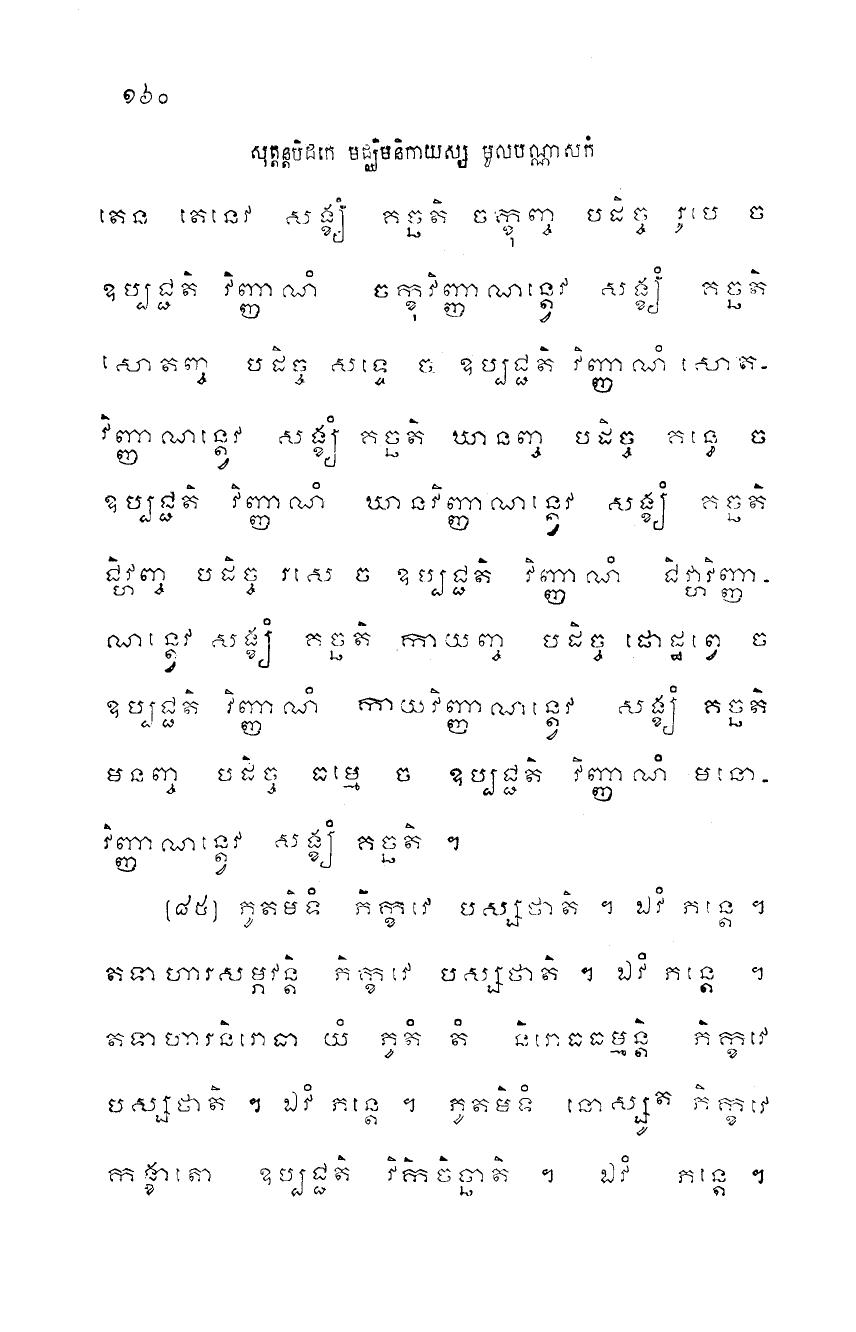 ១៦០
សុត្តន្តបិដកេ មជ្ឈិមនិកាយស្ស មូលបណ្ណាសកំ
តេន តេនេវ សង្ខ្យំ គច្ឆតិ ចក្ខុញ្ច បដិច្ច រូបេ ច
ឧប្បជ្ជតិ វិញ្ញាណំ ចក្ខុវិញ្ញាណន្ត្វេវ សង្ខ្យំ គច្ឆតិ
សោតញ្ច បដិច្ច សទ្ទេ ច ឧប្បជ្ជតិ វិញ្ញាណំ សោត-
វិញ្ញាណន្ត្វេវ សង្ខ្យំ គច្ឆតិ ឃានញ្ច បដិច្ច គន្ធេ ច
ឧប្បជ្ជតិ វិញ្ញាណំ ឃានវិញ្ញាណន្ត្វេវ សង្ខ្យំ គច្ឆតិ
ជិវ្ហញ្ច បដិច្ច រសេ ច ឧប្បជ្ជតិ វិញ្ញាណំ ជិវ្ហាវិញ្ញា-
ណន្ត្វេវ សង្ខ្យំ គច្ឆតិ កាយញ្ច បដិច្ច ផោដ្ឋព្វេ ច
ឧប្បជ្ជតិ វិញ្ញាណំ កាយវិញ្ញាណន្ត្វេវ សង្ខ្យំ គច្ឆតិ
មនញ្ច បដិច្ច ធម្មេ ច ឧប្បជ្ជតិ វិញ្ញាណំ មនោ-
វិញ្ញាណន្ត្វេវ សង្ខ្យំ គច្ឆតិ ។
[៨៥] ភូតមិទំ ភិក្ខវេ បស្សថាតិ ។ ឯវំ ភន្តេ ។
តទាហារសម្ភវន្តិ ភិក្ខវេ បស្សថាតិ ។ ឯវំ ភន្តេ ។
តទាហារនិរោធា យំ ភូតំ តំ និរោធធម្មន្តិ ភិក្ខវេ
បស្សថាតិ ។ ឯវំ ភន្តេ ។ ភូតមិទំ នោស្សូត ភិក្ខវេ
កង្ខាតោ ឧប្បជ្ជតិ វិកិចិច្ឆាតិ ។ ឯវំ ភន្តេ ។